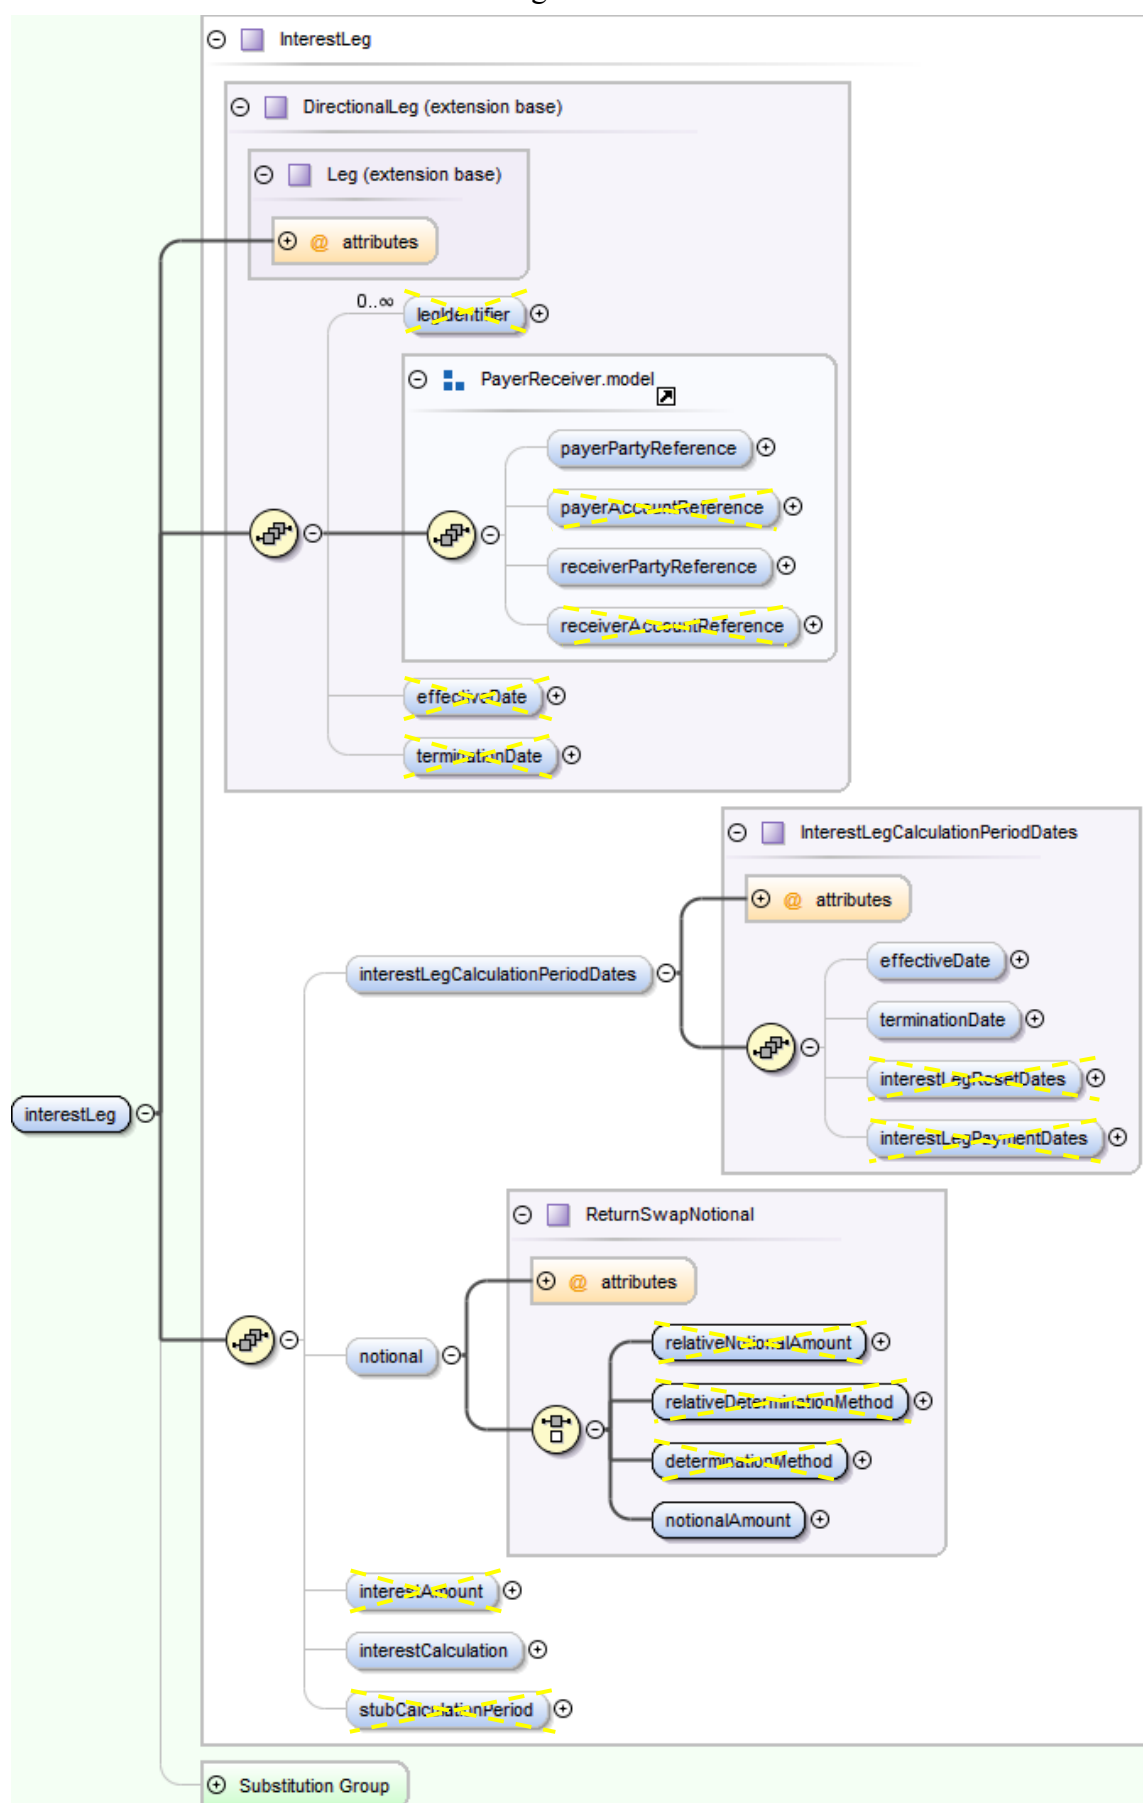 InterestLeg
DirectionalLeg (extension base)
Leg (extension base)
@ attributes
0..∞
legIdentifier
PayerReceiver.model
payerPartyReference
payerAccountReference
receiverPartyReference
receiverAccountReference
effectiveDate
terminationDate
InterestLegCalculationPeriodDates
@ attributes
effectiveDate
interestLegCalculationPeriodDates
terminationDate
interestLegResetDates
interestLeg
interestLegPaymentDates
ReturnSwapNotional
@ attributes
relativeNotionalAmount
notional
relativeDeterminationMethod
determinationMethod
notionalAmount
interestAmount
interestCalculation
stubCalculationPeriod
Substitution Group